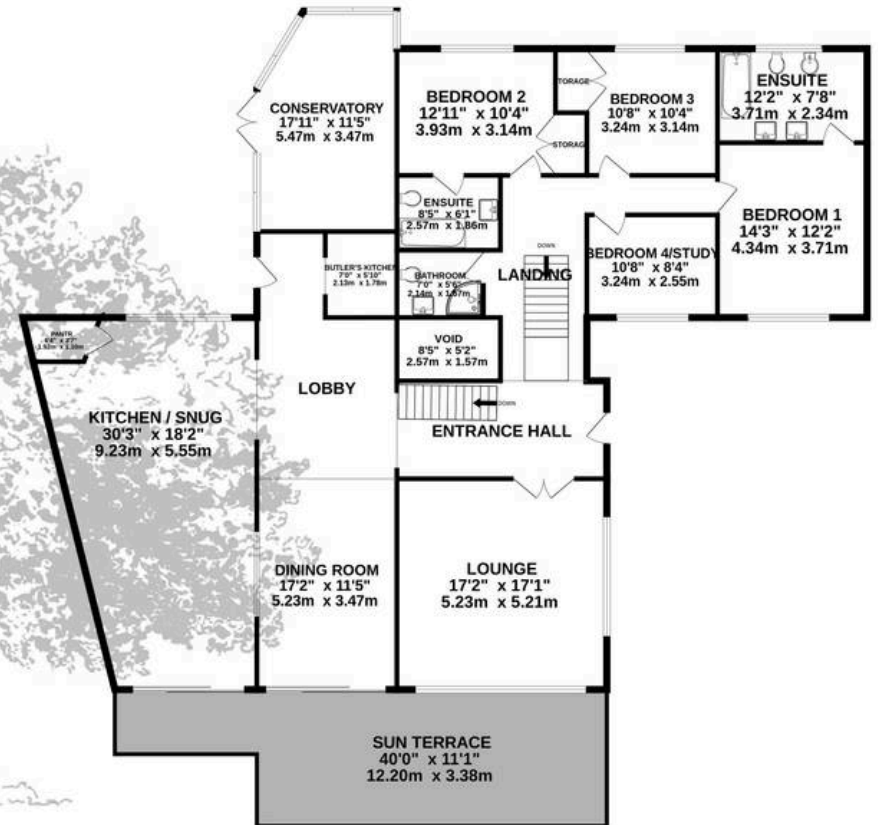 CONSERVATORY
17'11" x 11'5"
5.47m x 3.47m
BEDROOM 2
12'11" x 10'4"
3.93m x 3.14m
TORAGE
STORAG
BEDROOM 3
10'8" x 10'4"
3.24m x 3.14m
ENSUITE
12'2" x 7'8"
3.71m x 2.34m
ENSUITE
8'5" x 6'1"
2.57m x 1.86m
BEDROOM 1
14'3" x 12'2"
4.34m x 3.71m
BUTLER'S KITCHEN
7'0" x 5'10"
2.13m x 1.78m
BATHROOM
7'0" x 5'6"
2.14m x 1.67m
DOWN
LANDING
BEDROOM 4/STUDY
10'8" x 8'4"
3.24m x 2.55m
PANTR
VOID
8'5" x 5'2"
2.57m x 1.57m
LOBBY
KITCHEN / SNUG
30'3" x 18'2"
9.23m x 5.55m
DOWN
ENTRANCE HALL
DINING ROOM
17'2" x 11'5"
5.23m x 3.47m
LOUNGE
17'2" x 17'1"
5.23m x 5.21m
SUN TERRACE
40'0" x 11'1"
12.20m x 3.38m